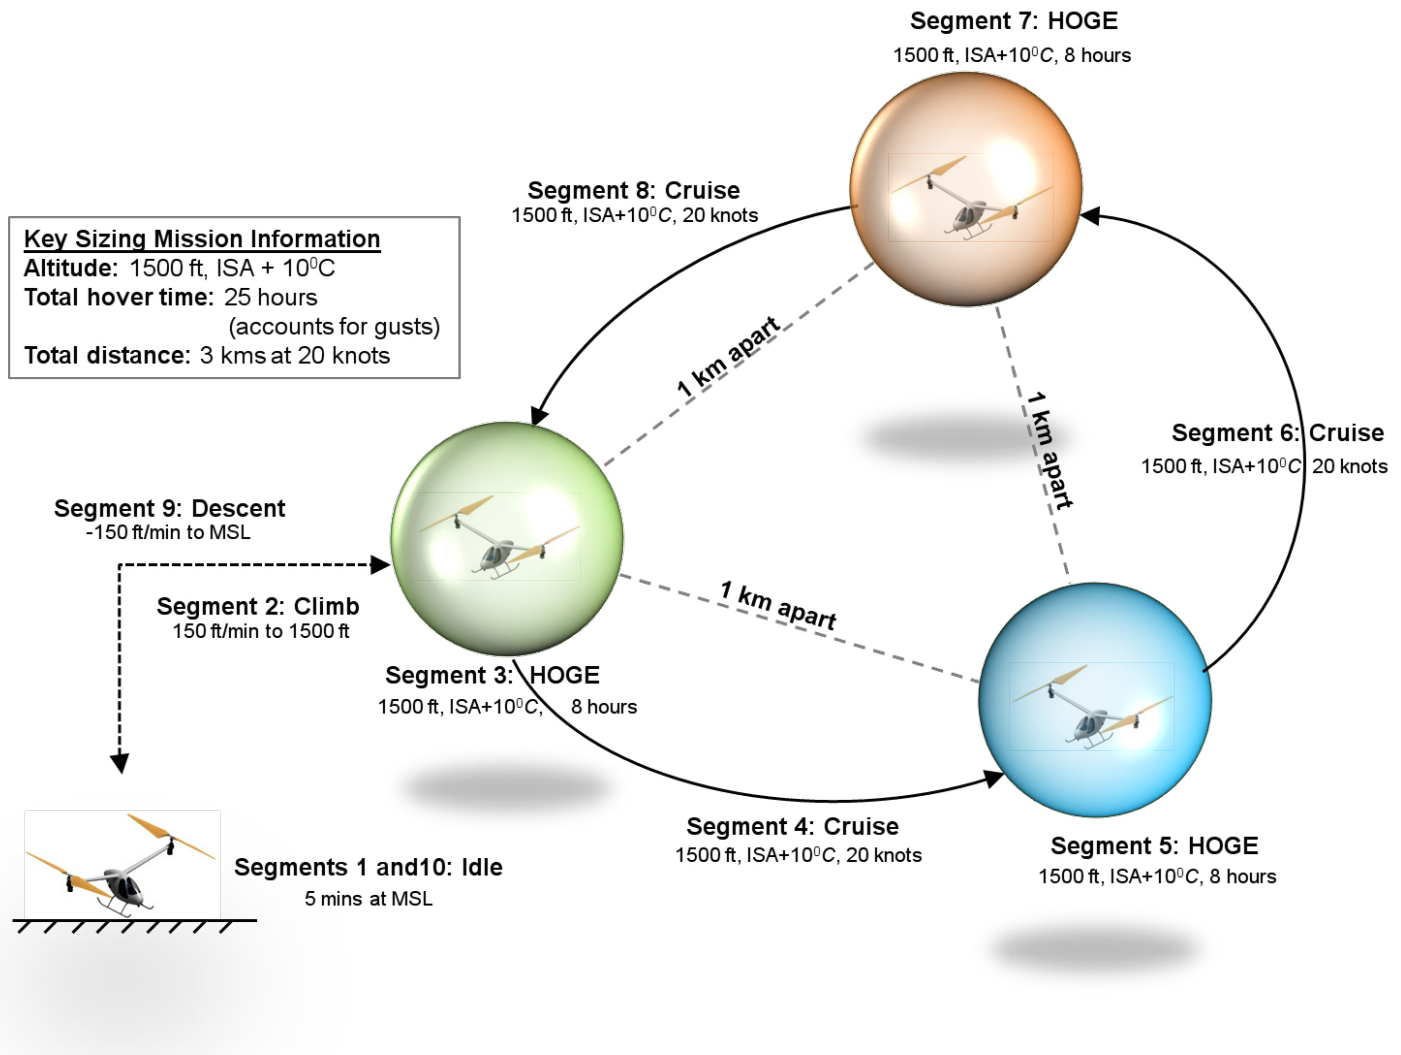 Segment 7: HOGE
1500 ft, ISA+10⁰C, 8 hours
Segment 8: Cruise
1500 ft, ISA+10⁰C, 20 knots
Key Sizing Mission Information
Altitude: 1500 ft, ISA + 10⁰C
Total hover time: 25 hours
(accounts for gusts)
Total distance: 3 kms at 20 knots
1 km apart
1 km apart
Segment 6: Cruise
1500 ft, ISA+10⁰C 20 knots
Segment 9: Descent
-150 ft/min to MSL
Segment 2: Climb
150 ft/min to 1500 ft
1 km apart
Segment 3: HOGE
1500 ft, ISA+10⁰C, 8 hours
Segment 4: Cruise
1500 ft, ISA+10⁰C, 20 knots
Segment 5: HOGE
1500 ft, ISA+10⁰C, 8 hours
Segments 1 and10: Idle
5 mins at MSL